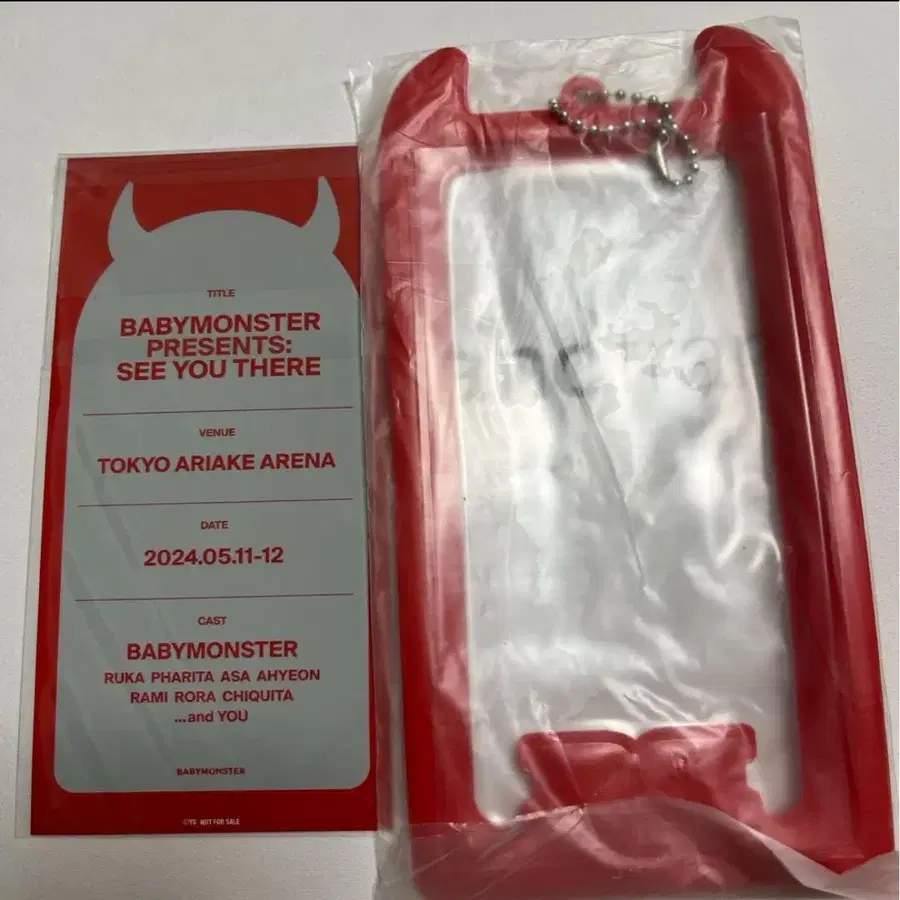 TITLE
BABYMONSTER
PRESENTS:
SEE YOU THERE
VENUE
TOKYO ARIAKE ARENA
DATE
2024.05.11-12
CAST
BABYMONSTER
RUKA PHARITA ASA AHYEON
RAMI RORA CHIQUITA
...and YOU
BABYMONSTER
©YG NOT FOR SALE